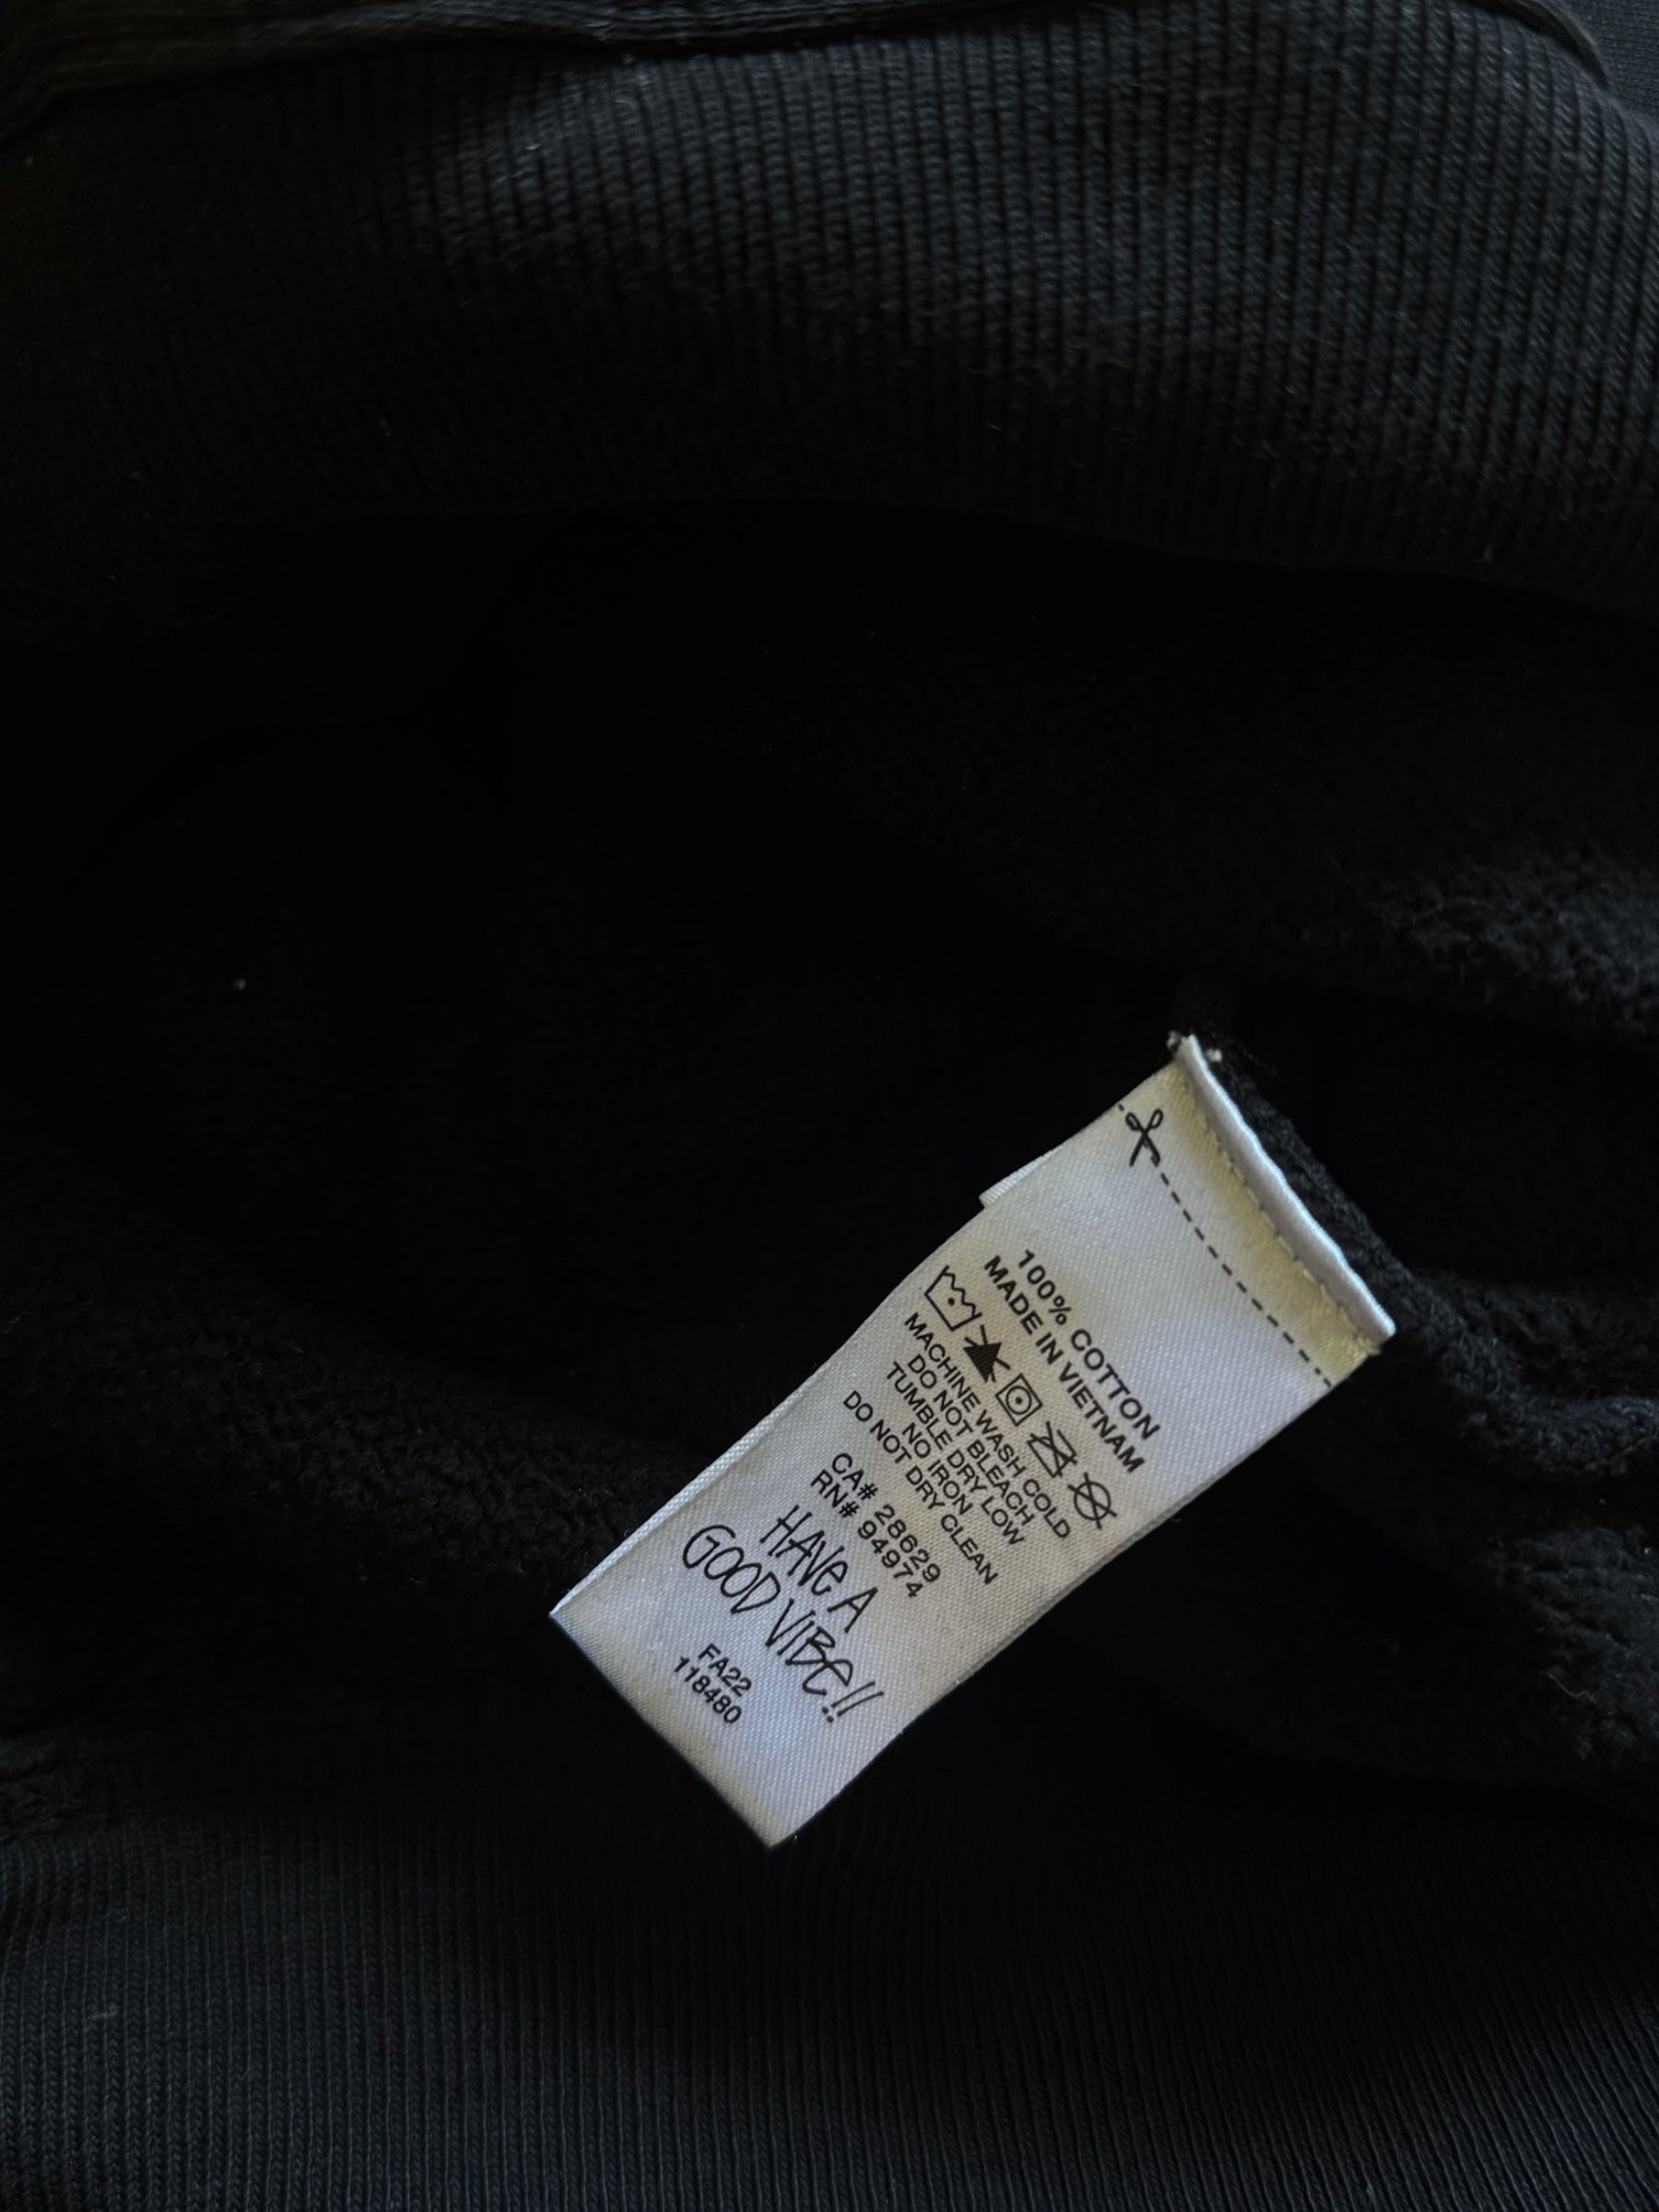 100% COTTON
MADE IN VIETNAM
MACHINE WASH COLD
DO NOT BLEACH
TUMBLE DRY LOW
NO IRON
DO NOT DRY CLEAN
CA# 28629
RN# 94974
HAVE A
GOOD VIBE!!
FA22
118480